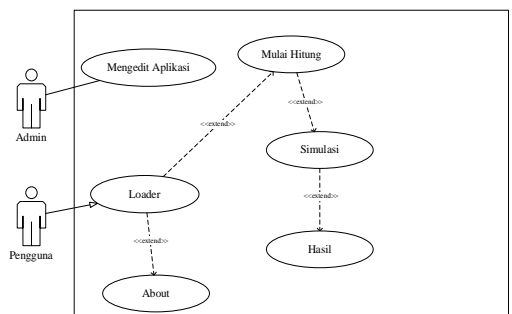 Mulai Hitung
Mengedit Aplikasi
<<extend>>
<<extend>>
Admin
Simulasi
Loader
<<extend>>
<<extend>>
Pengguna
Hasil
About